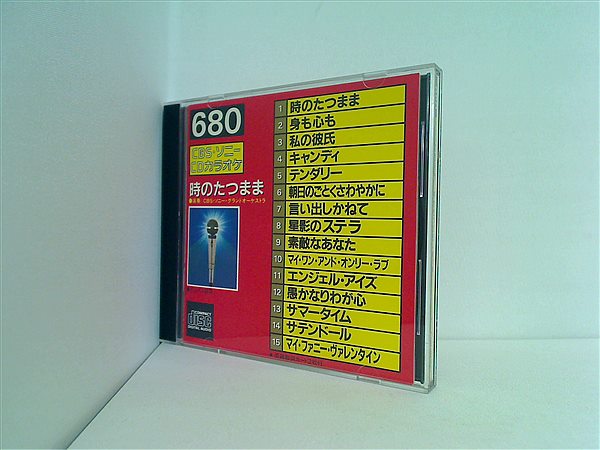 680
CBS・ソニー
CDカラオケ
時のたつまま
●演奏:CBS・ソニー・グランドオーケストラ
COMPACT
disc
DIGITAL AUDIO
1 時のたつまま
2 身も心も
3 私の彼氏
4 キャンディ
5 テンダリー
6 朝日のごとくさわやかに
7 言い出しかねて
8 星影のステラ
9 素敵なあなた
10 マイ・ワン・アンド・オンリー・ラブ
11 エンジェル・アイズ
12 愚かなりわが心
13 サマータイム
14 サテンドール
15 マイ・ファニー・ヴァレンタイン